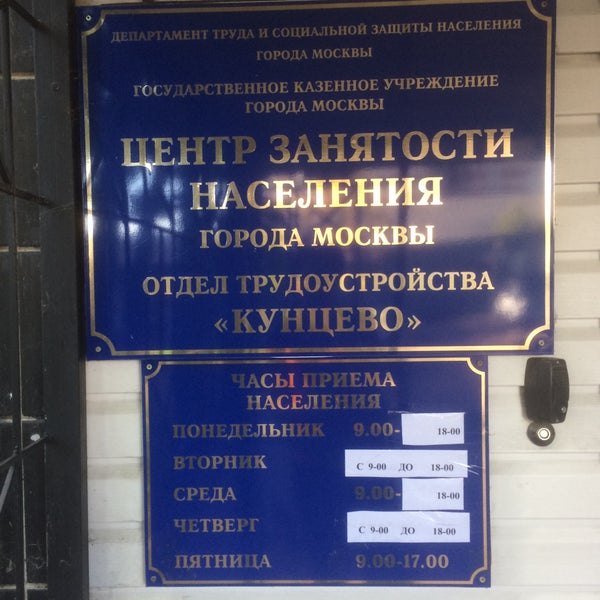 ДЕПАРТАМЕНТ ТРУДА И СОЦИАЛЬНОЙ ЗАЩИТЫ НАСЕЛЕНИЯ
ГОРОДА МОСКВЫ
ГОСУДАРСТВЕННОЕ КАЗЕННОЕ УЧРЕЖДЕНИЕ
ГОРОДА МОСКВЫ
ЦЕНТР ЗАНЯТОСТИ
НАСЕЛЕНИЯ
ГОРОДА МОСКВЫ
ОТДЕЛ ТРУДОУСТРОЙСТВА
«КУНЦЕВО»
ЧАСЫ ПРИЕМА
НАСЕЛЕНИЯ
ПОНЕДЕЛЬНИК 9.00- 18-00
ВТОРНИК С 9-00 ДО 18-00
СРЕДА 9.00- 18-00
ЧЕТВЕРГ С 9-00 ДО 18-00
ПЯТНИЦА 9.00-17.00